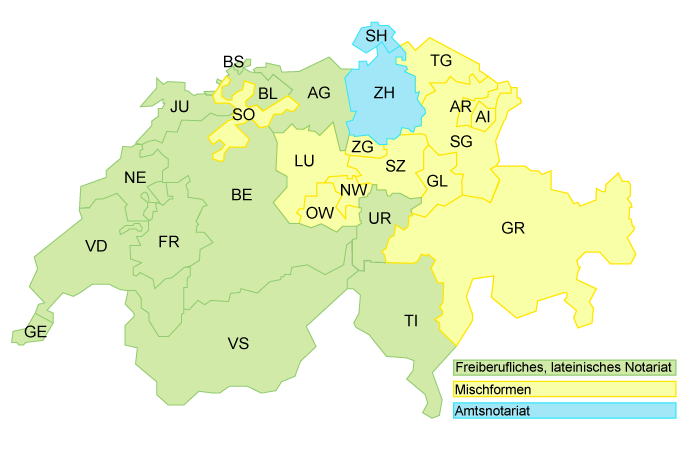 SH
BS
TG
JU
BL
AG
ZH
SO
AR
AI
ZG
SG
LU
SZ
NE
BE
NW
GL
OW
UR
GR
VD
FR
TI
GE
VS
Freiberufliches, lateinisches Notariat
Mischformen
Amtsnotariat